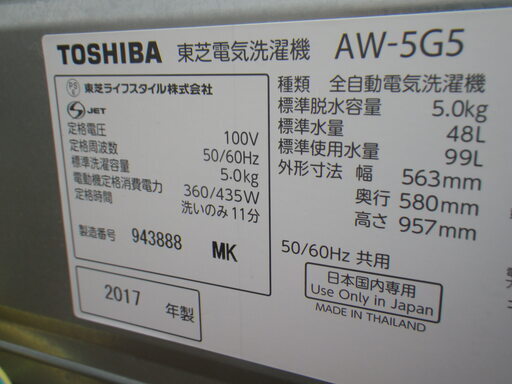 TOSHIBA 東芝電気洗濯機 AW-5G5
PS E 東芝ライフスタイル株式会社
S JET
定格電圧 100V
定格周波数 50/60Hz
標準洗濯容量 5.0kg
電動機定格消費電力 360/435W
定格時間 洗いのみ 11分
製造番号 943888 MK
2017 年製
種類 全自動電気洗濯機
標準脱水容量 5.0kg
標準水量 48L
標準使用水量 99L
外形寸法 幅 563mm
奥行 580mm
高さ 957mm
50/60Hz 共用
日本国内専用
Use Only in Japan
MADE IN THAILAND